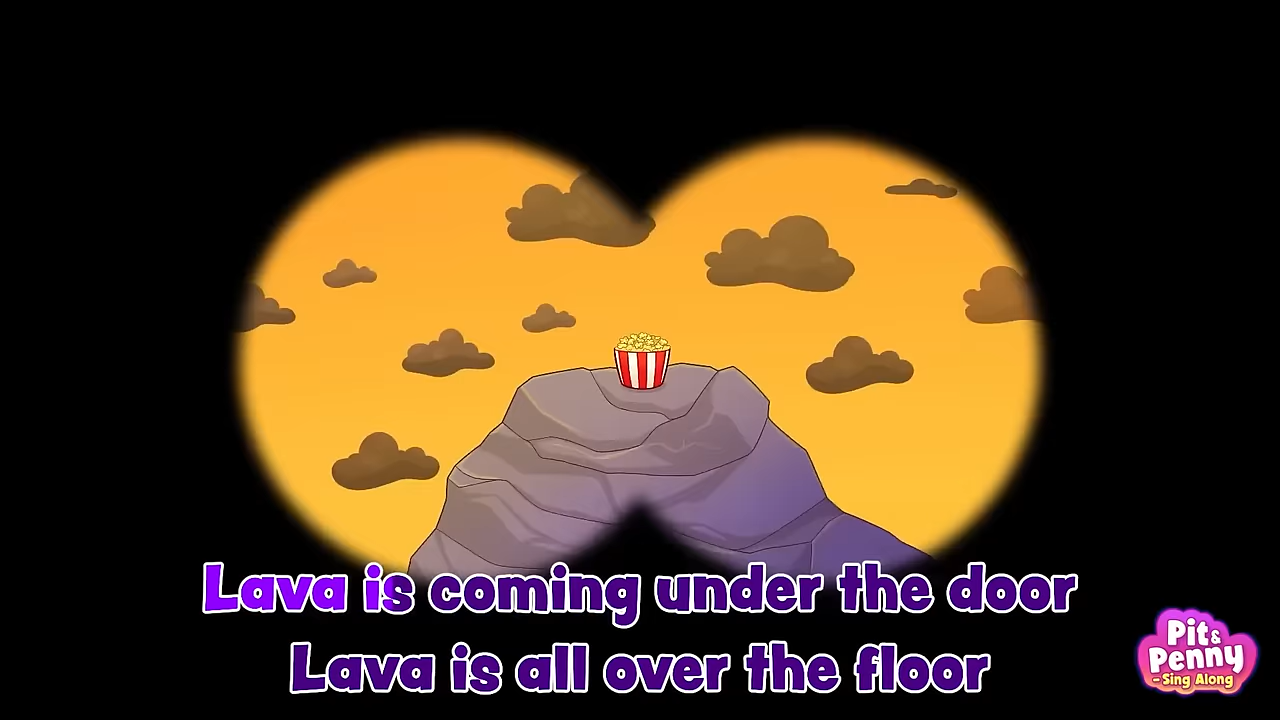 Lava is coming under the door
Lava is all over the floor
Pit &
Penny
- Sing Along